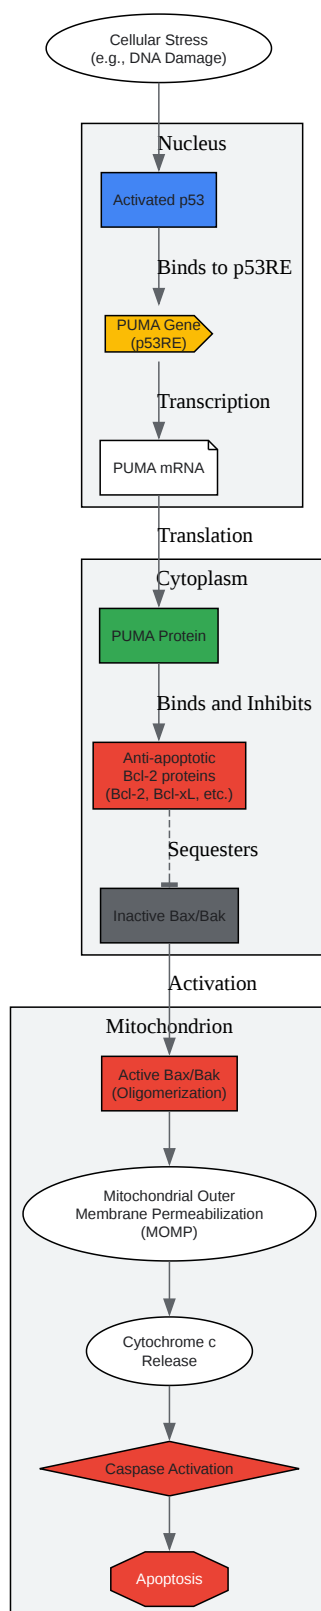 Cellular Stress
(e.g., DNA Damage)
Nucleus
Activated p53
Binds to p53RE
PUMA Gene
(p53RE)
Transcription
PUMA mRNA
Translation
Cytoplasm
PUMA Protein
Binds and Inhibits
Anti-apoptotic
Bcl-2 proteins
(Bcl-2, Bcl-xL, etc.)
Sequesters
Inactive Bax/Bak
Activation
Mitochondrion
Active Bax/Bak
(Oligomerization)
Mitochondrial Outer
Membrane Permeabilization
(MOMP)
Cytochrome c
Release
Caspase Activation
Apoptosis